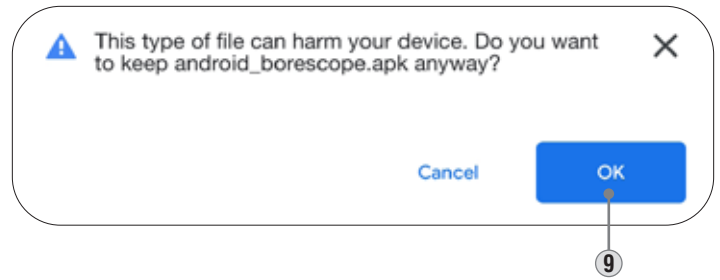 This type of file can harm your device. Do you want
to keep android_borescope.apk anyway?
Cancel
OK
9